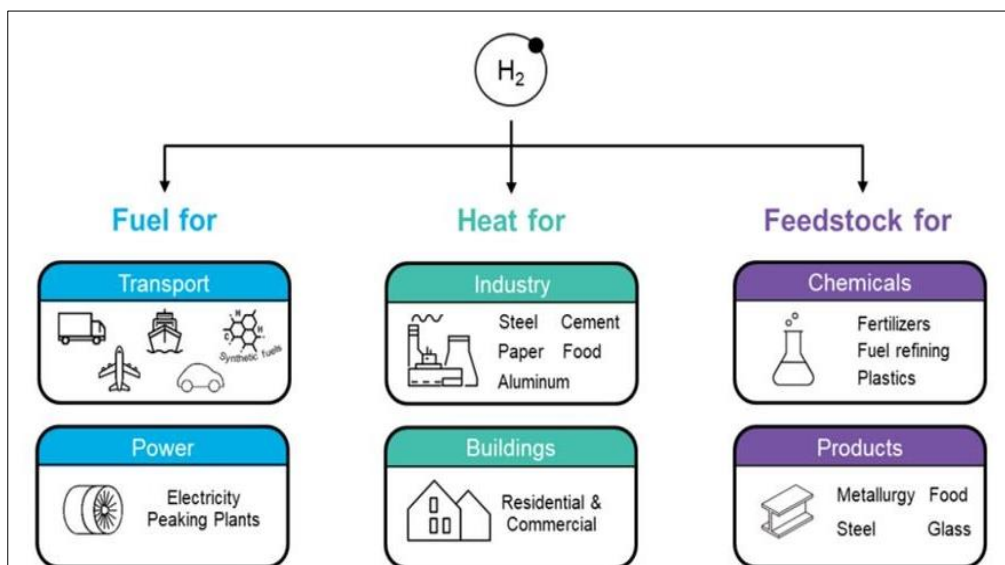 H2
Fuel for
Heat for
Feedstock for
Transport
H
C
H
Synthetic fuels
Industry
Steel Cement
Paper Food
Aluminum
Chemicals
Fertilizers
Fuel refining
Plastics
Power
Electricity
Peaking Plants
Buildings
Residential &
Commercial
Products
Metallurgy Food
Steel Glass